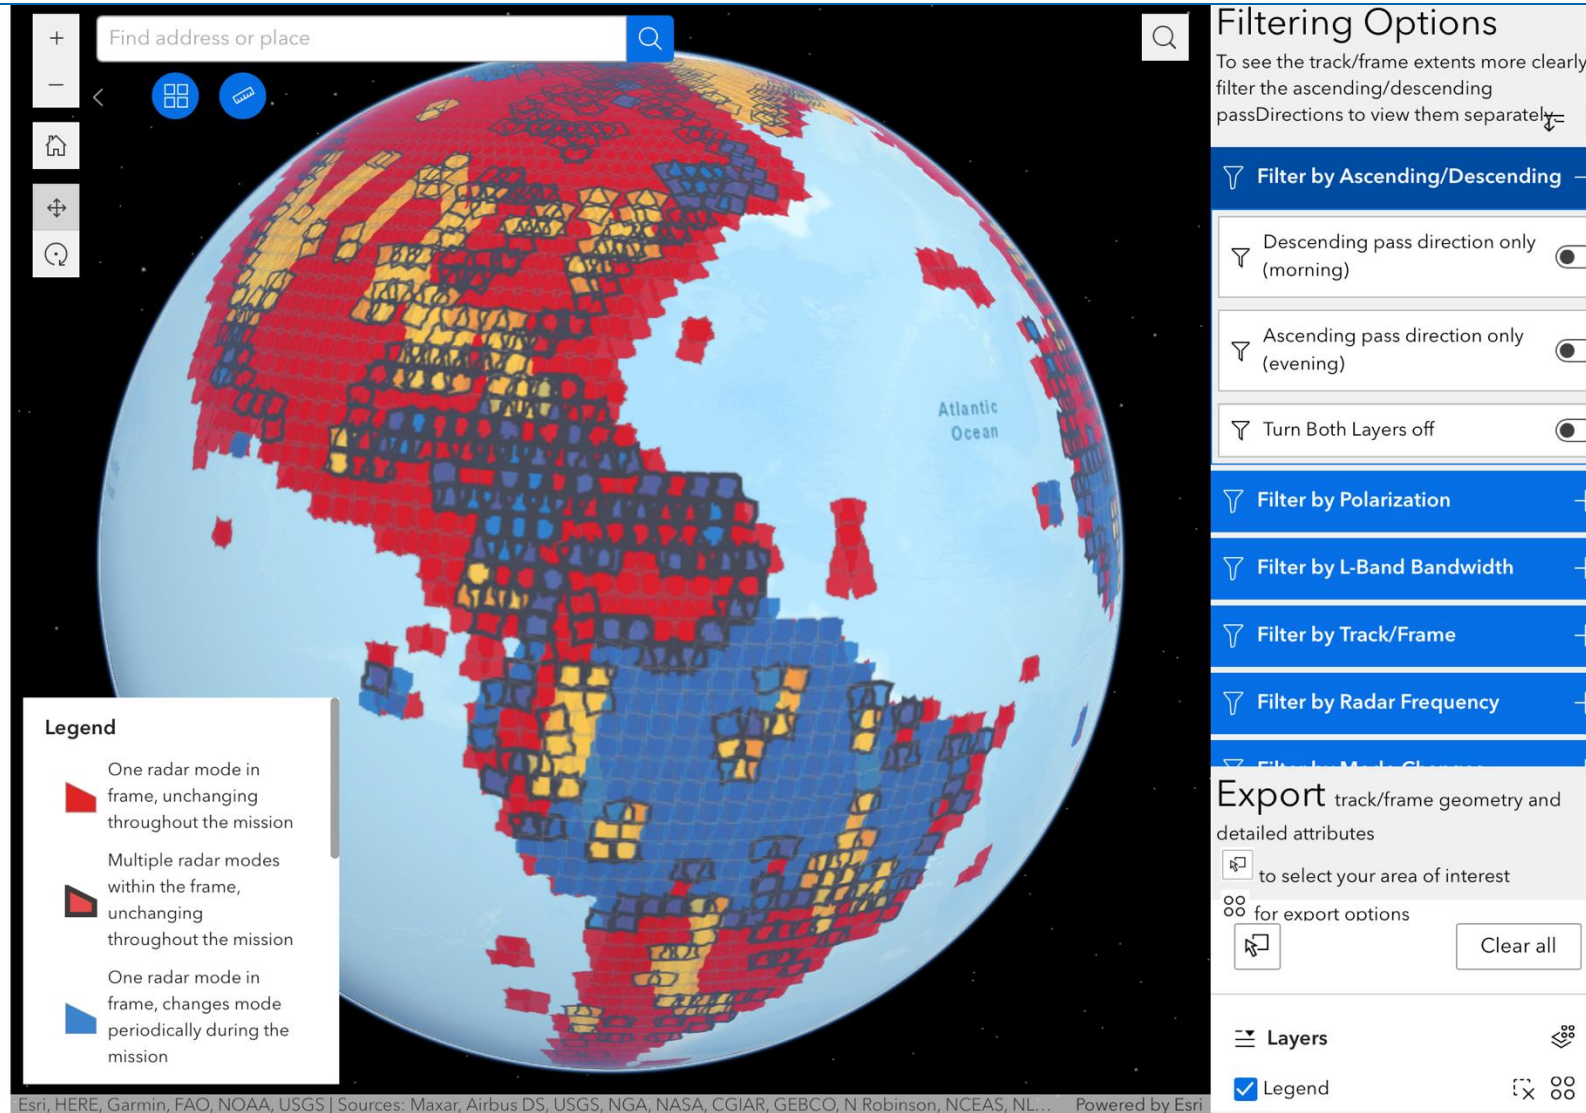 Find address or place
Atlantic
Ocean
Legend
One radar mode in
frame, unchanging
throughout the mission
Multiple radar modes
within the frame,
unchanging
throughout the mission
One radar mode in
frame, changes mode
periodically during the
mission
Esri, HERE, Garmin, FAO, NOAA, USGS | Sources: Maxar, Airbus DS, USGS, NGA, NASA, CGIAR, GEBCO, N Robinson, NCEAS, NL... Powered by Esri
Filtering Options
To see the track/frame extents more clearly
filter the ascending/descending
passDirections to view them separately.
Filter by Ascending/Descending
Descending pass direction only
(morning)
Ascending pass direction only
(evening)
Turn Both Layers off
Filter by Polarization
Filter by L-Band Bandwidth
Filter by Track/Frame
Filter by Radar Frequency
Filter by Mode Changes
Export track/frame geometry and
detailed attributes
to select your area of interest
for export options
Clear all
Layers
Legend